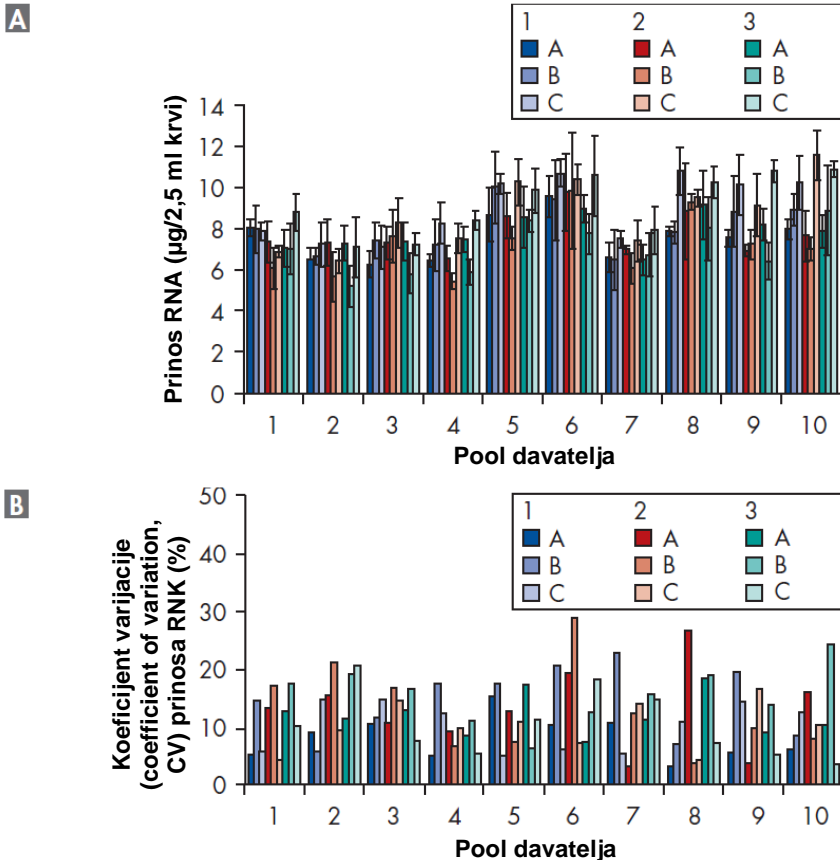 A
1 2 3
A A A
B B B
C C C
Prinos RNA (µg/2,5 ml krvi)
14
12
10
8
6
4
2
0
1 2 3 4 5 6 7 8 9 10
Pool davatelja
B
1 2 3
A A A
B B B
C C C
Koeficijent varijacije
(coefficient of variation,
CV) prinosa RNK (%)
50
40
30
20
10
0
1 2 3 4 5 6 7 8 9 10
Pool davatelja